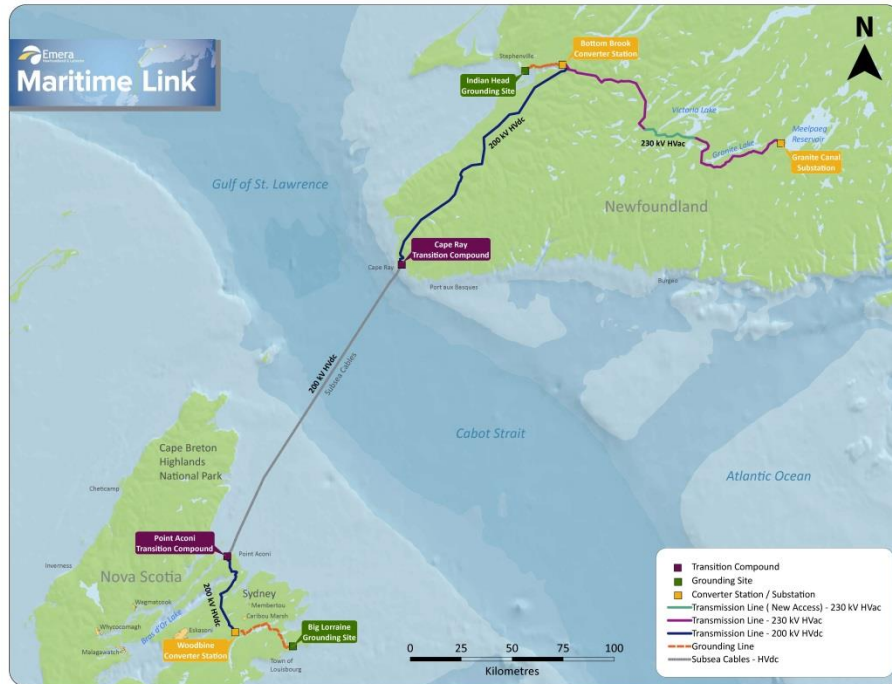 Emera
Maritime Link
N
Stephenville
Bottom Brook
Converter Station
Indian Head
Grounding Site
200 kV HVdc
Victoria Lake
230 kV HVac
Granite Lake
Meelpaeg
Reservoir
Granite Canal
Substation
Gulf of St. Lawrence
Newfoundland
Cape Ray
Transition Compound
Cape Ray
Port aux Basques
Burgeo
200 kV HVdc
Subsea Cables
Cabot Strait
Atlantic Ocean
Cape Breton
Highlands
National Park
Cheticamp
Point Aconi
Transition Compound
Point Aconi
Inverness
Nova Scotia
200 kV HVdc
Sydney
Wagmatcook
Membertou
Caribou Marsh
Bras d'Or Lake
Whycocomagh
Eskasoni
Malagawatch
Woodbine
Converter Station
Big Lorraine
Grounding Site
Town of
Louisbourg
0 25 50 75 100
Kilometres
Transition Compound
Grounding Site
Converter Station / Substation
Transmission Line ( New Access) - 230 kV HVac
Transmission Line - 230 kV HVac
Transmission Line - 200 kV HVdc
Grounding Line
Subsea Cables - HVdc